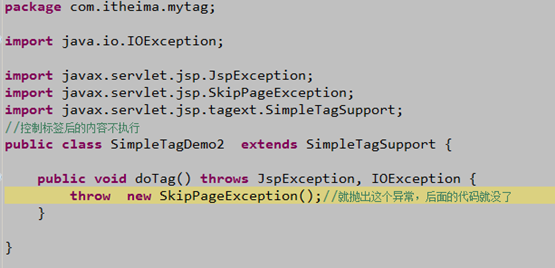 package com.itheima.mytag;
import java.io.IOException;
import javax.servlet.jsp.JspException;
import javax.servlet.jsp.SkipPageException;
import javax.servlet.jsp.tagext.SimpleTagSupport;
//控制标签后的内容不执行
public class SimpleTagDemo2  extends SimpleTagSupport {
    public void doTag() throws JspException, IOException {
        throw  new SkipPageException();//就抛出这个异常，后面的代码就没了
    }
}